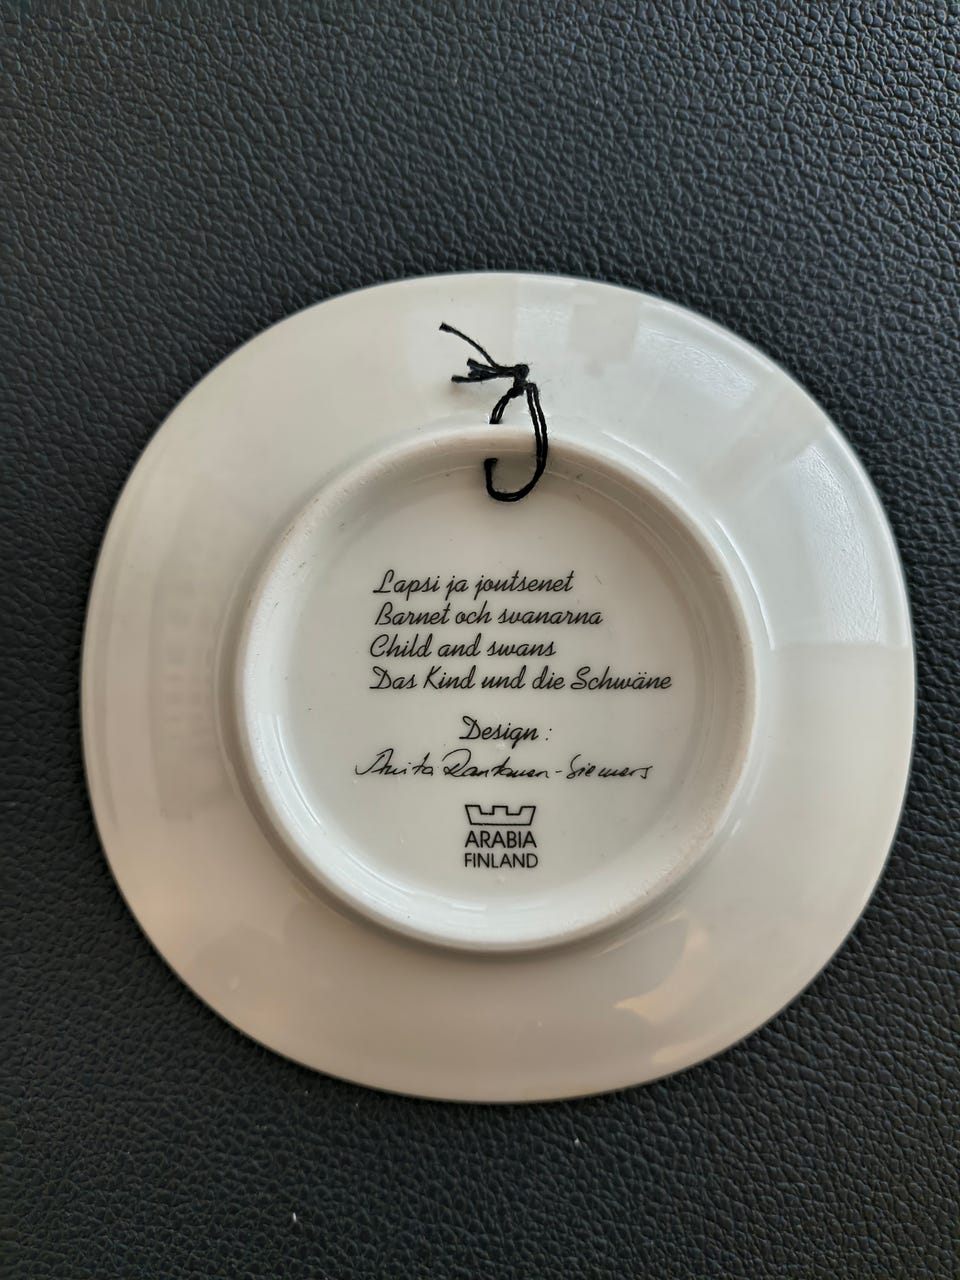 Lapsi ja joutsenet
Barnet och svanarna
Child and swans
Das Kind und die Schwäne
Design :
Anita Rantanen-Siemers
ARABIA
FINLAND